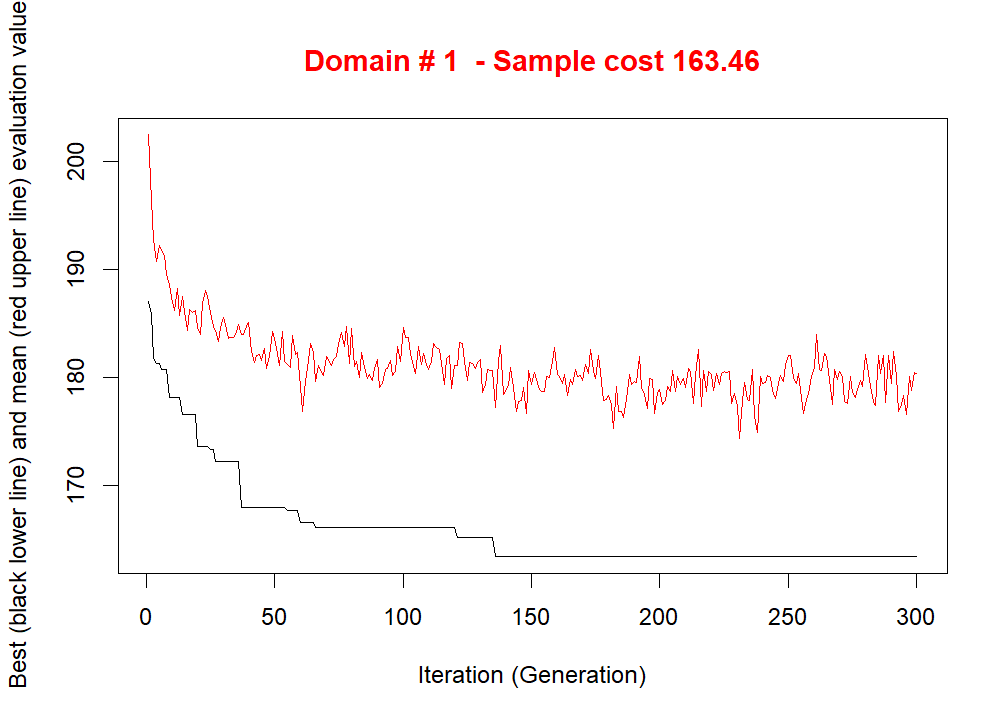 Domain # 1  - Sample cost 163.46
Best (black lower line) and mean (red upper line) evaluation value
200
190
180
170
0 50 100 150 200 250 300
Iteration (Generation)